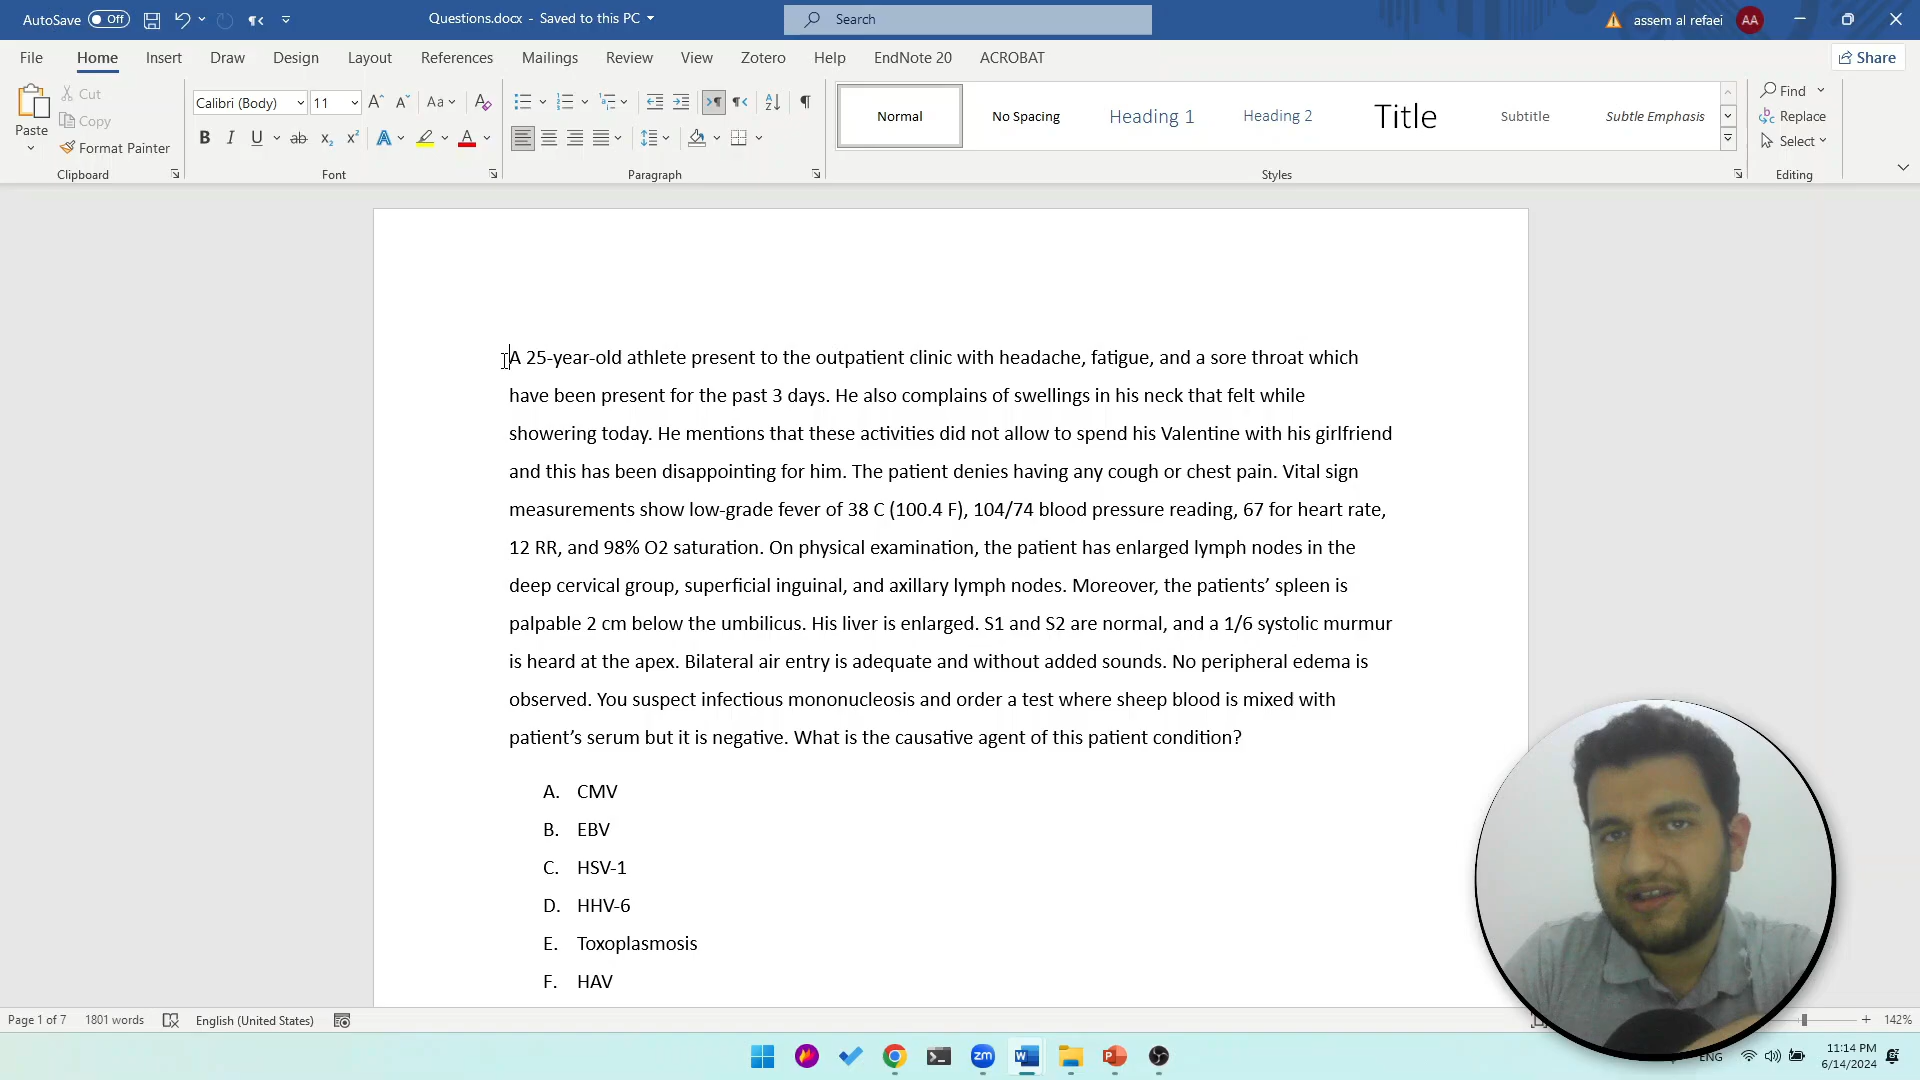 AutoSave Off Questions.docx - Saved to this PC Search assem al refaei AA
File Home Insert Draw Design Layout References Mailings Review View Zotero Help EndNote 20 ACROBAT Share
Paste Cut Copy Format Painter
Calibri (Body) 11
Normal No Spacing Heading 1 Heading 2 Title Subtitle Subtle Emphasis
Find Replace Select
Clipboard Font Paragraph Styles Editing
A 25-year-old athlete present to the outpatient clinic with headache, fatigue, and a sore throat which
have been present for the past 3 days. He also complains of swellings in his neck that felt while
showering today. He mentions that these activities did not allow to spend his Valentine with his girlfriend
and this has been disappointing for him. The patient denies having any cough or chest pain. Vital sign
measurements show low-grade fever of 38 C (100.4 F), 104/74 blood pressure reading, 67 for heart rate,
12 RR, and 98% O2 saturation. On physical examination, the patient has enlarged lymph nodes in the
deep cervical group, superficial inguinal, and axillary lymph nodes. Moreover, the patients’ spleen is
palpable 2 cm below the umbilicus. His liver is enlarged. S1 and S2 are normal, and a 1/6 systolic murmur
is heard at the apex. Bilateral air entry is adequate and without added sounds. No peripheral edema is
observed. You suspect infectious mononucleosis and order a test where sheep blood is mixed with
patient’s serum but it is negative. What is the causative agent of this patient condition?
A. CMV
B. EBV
C. HSV-1
D. HHV-6
E. Toxoplasmosis
F. HAV
Page 1 of 7 1801 words English (United States) 142%
ENG 11:14 PM
6/14/2024